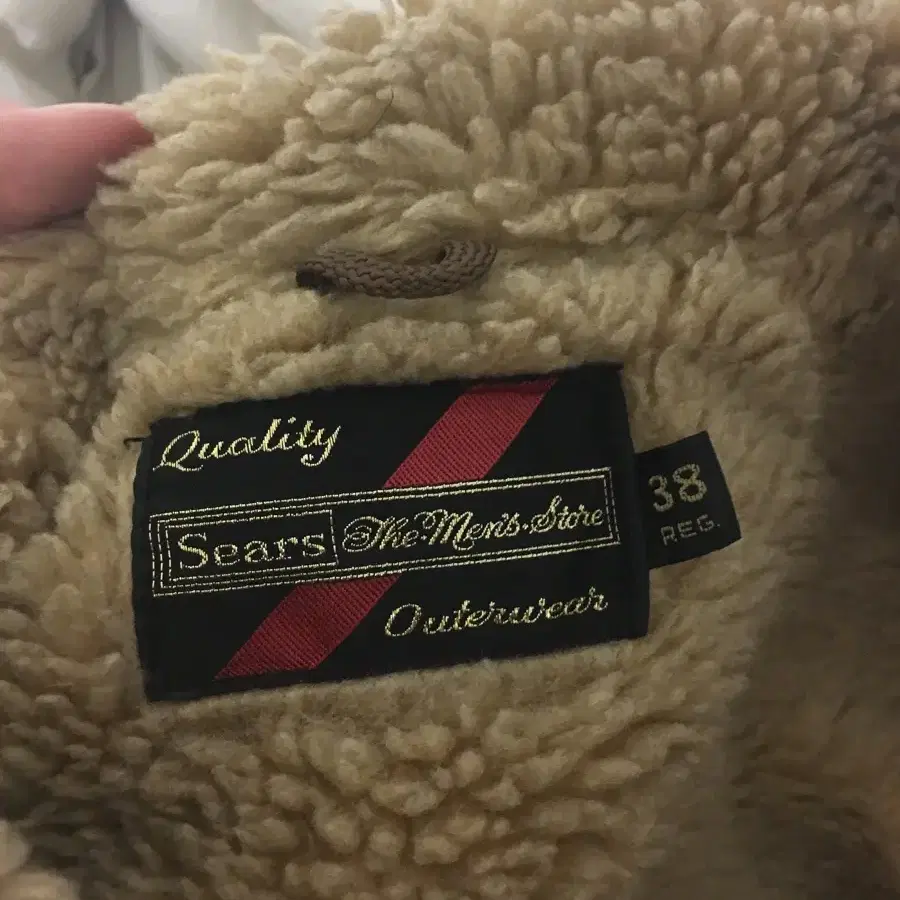 Quality
Sears The Men's Store
Outerwear
38
REG.